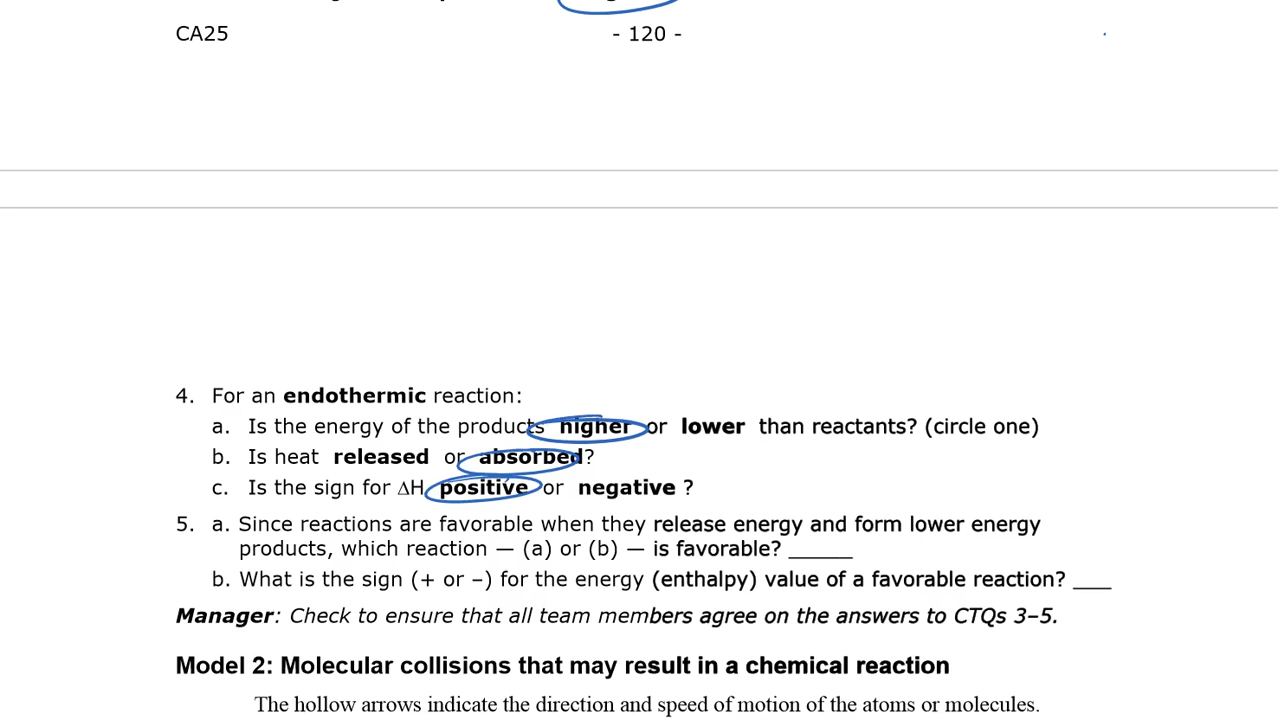 CA25 - 120 -
4. For an endothermic reaction:
a. Is the energy of the products higher or lower than reactants? (circle one)
b. Is heat released or absorbed?
c. Is the sign for ΔH positive or negative ?
5. a. Since reactions are favorable when they release energy and form lower energy
products, which reaction — (a) or (b) — is favorable? ______
b. What is the sign (+ or –) for the energy (enthalpy) value of a favorable reaction? ____
Manager: Check to ensure that all team members agree on the answers to CTQs 3–5.
Model 2: Molecular collisions that may result in a chemical reaction
The hollow arrows indicate the direction and speed of motion of the atoms or molecules.